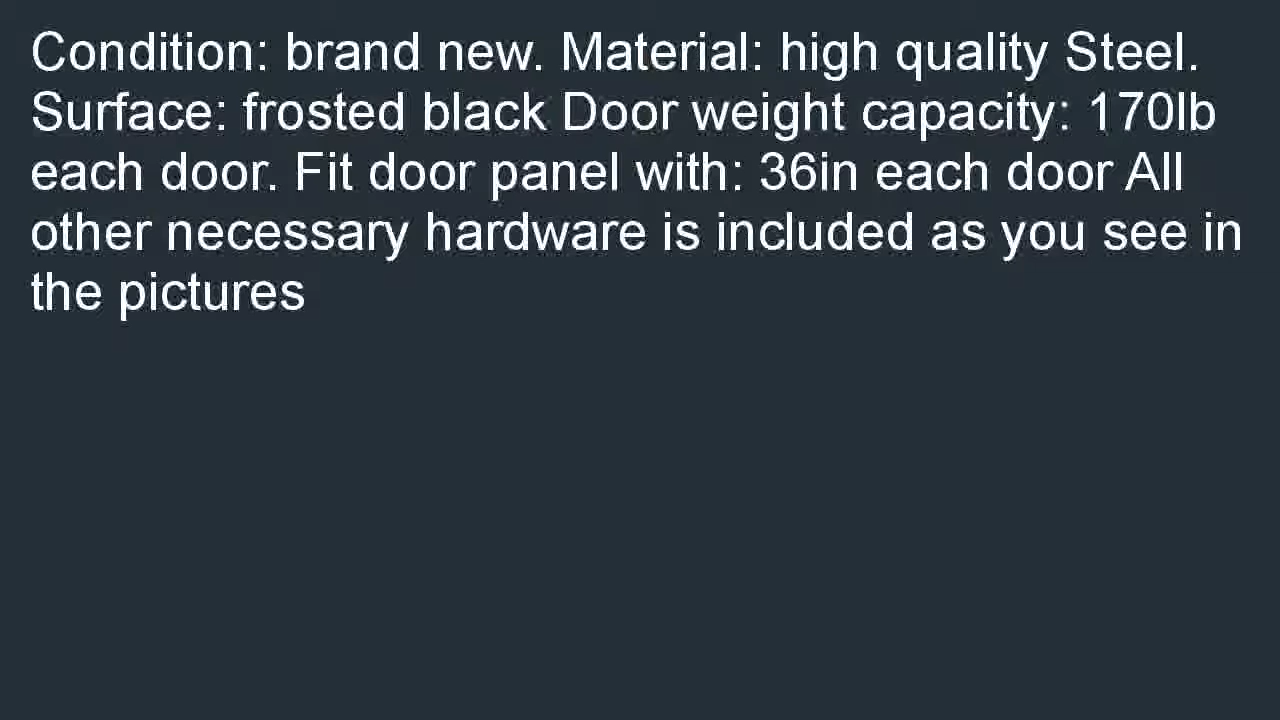 Condition: brand new. Material: high quality Steel.
Surface: frosted black Door weight capacity: 170lb
each door. Fit door panel with: 36in each door All
other necessary hardware is included as you see in
the pictures